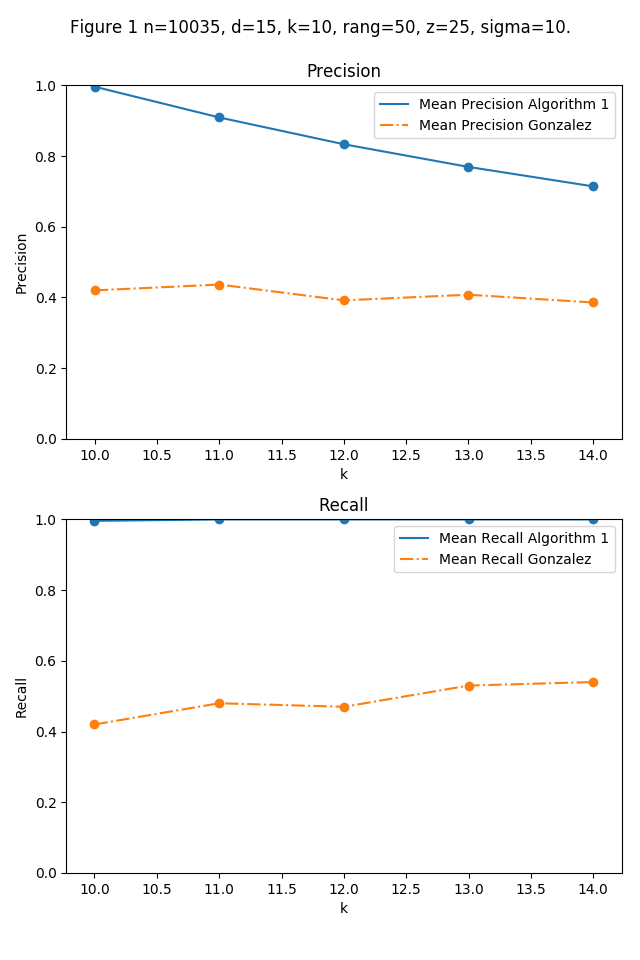 Figure 1 n=10035, d=15, k=10, rang=50, z=25, sigma=10.
Precision
1.0
Mean Precision Algorithm 1
Mean Precision Gonzalez
0.8
0.6
Precision
0.4
0.2
0.0
10.0 10.5 11.0 11.5 12.0 12.5 13.0 13.5 14.0
k
Recall
1.0
Mean Recall Algorithm 1
Mean Recall Gonzalez
0.8
0.6
Recall
0.4
0.2
0.0
10.0 10.5 11.0 11.5 12.0 12.5 13.0 13.5 14.0
k